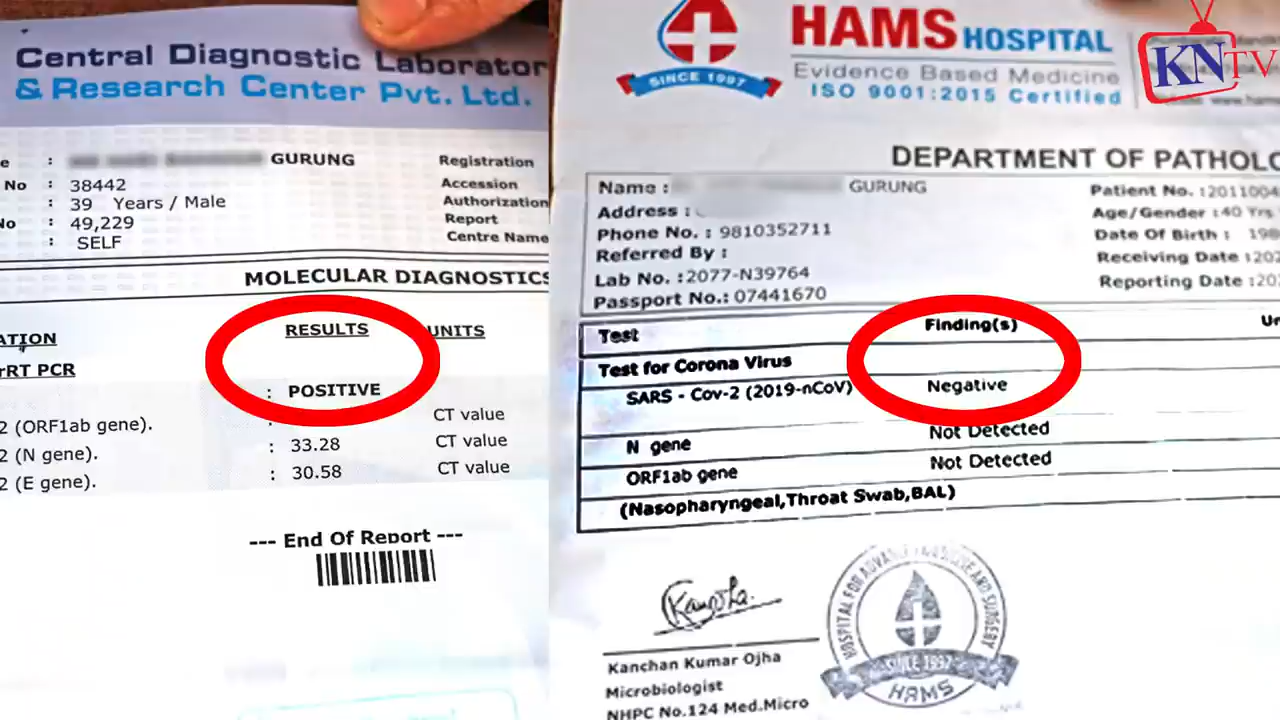 Central Diagnostic Laborator
& Research Center Pvt. Ltd.
e : GURUNG Registration
No : 38442 Accession
: 39 Years / Male Authorization
No : 49,229 Report
: SELF Centre Name
MOLECULAR DIAGNOSTICS
ATION RESULTS UNITS
rRT PCR
: POSITIVE
2 (ORF1ab gene). : CT value
2 (N gene). : 33.28 CT value
2 (E gene). : 30.58 CT value
--- End Of Report ---
HAMS HOSPITAL
SINCE 1997
Evidence Based Medicine
ISO 9001:2015 Certified
KNTV
DEPARTMENT OF PATHOLO
Name : GURUNG Patient No. :2011004
Address : Age/Gender :40 Yrs
Phone No. : 9810352711 Date Of Birth : 198
Referred By : Receiving Date :202
Lab No. :2077-N39764 Reporting Date :202
Passport No.: 07441670
Test Finding(s) Un
Test for Corona Virus
SARS - Cov-2 (2019-nCoV) Negative
N gene Not Detected
ORF1ab gene Not Detected
(Nasopharyngeal,Throat Swab,BAL)
Kanchan Kumar Ojha
Microbiologist
NHPC No.124 Med.Micro
HOSPITAL FOR ADVANCE MEDICINE AND SURGERY
SINCE 1997
HAMS